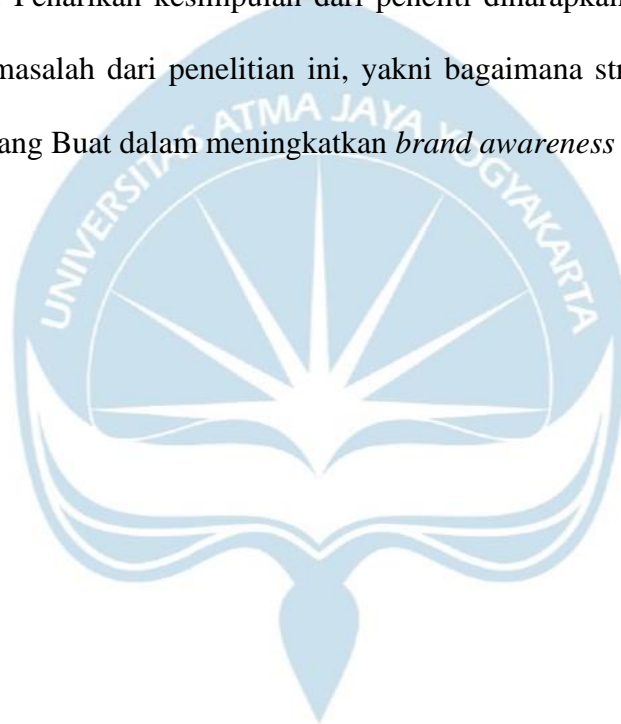 Penarikan kesimpulan dari peneliti diharapkan
masalah dari penelitian ini, yakni bagaimana
ang Buat dalam meningkatkan brand awareness
UNIVERSITAS ATMA JAYA YOGYAKARTA